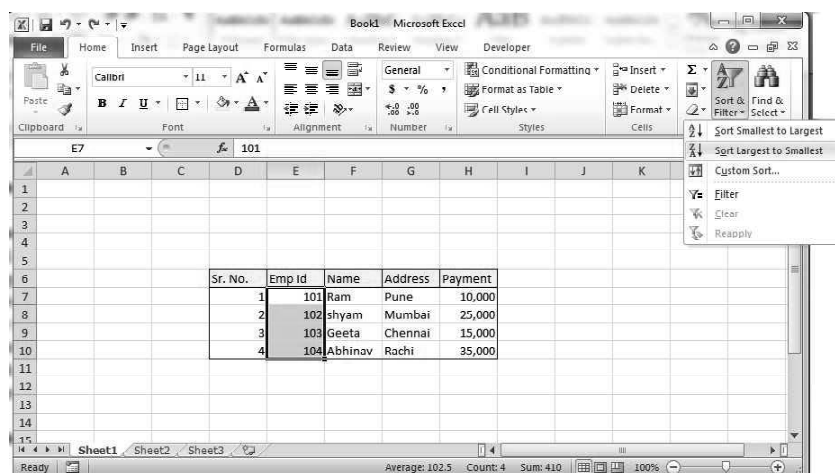 Book1 Microsoft Excel
File Home Insert Page Layout Formulas Data Review View Developer
Paste
Calibri 11 A A
B I U A
General
$ % ,
Conditional Formatting
Format as Table
Cell Styles
Insert
Delete
Format
Σ
Sort & Filter
Find & Select
Clipboard Font Alignment Number Styles Cells
E7 fx 101
Sort Smallest to Largest
Sort Largest to Smallest
Custom Sort...
Filter
Clear
Reapply
A B C D E F G H I J K
1
2
3
4
5
6 Sr. No. Emp Id Name Address Payment
7 1 101 Ram Pune 10,000
8 2 102 shyam Mumbai 25,000
9 3 103 Geeta Chennai 15,000
10 4 104 Abhinav Rachi 35,000
11
12
13
14
15
Sheet1 Sheet2 Sheet3
Ready Average: 102.5 Count: 4 Sum: 410 100%